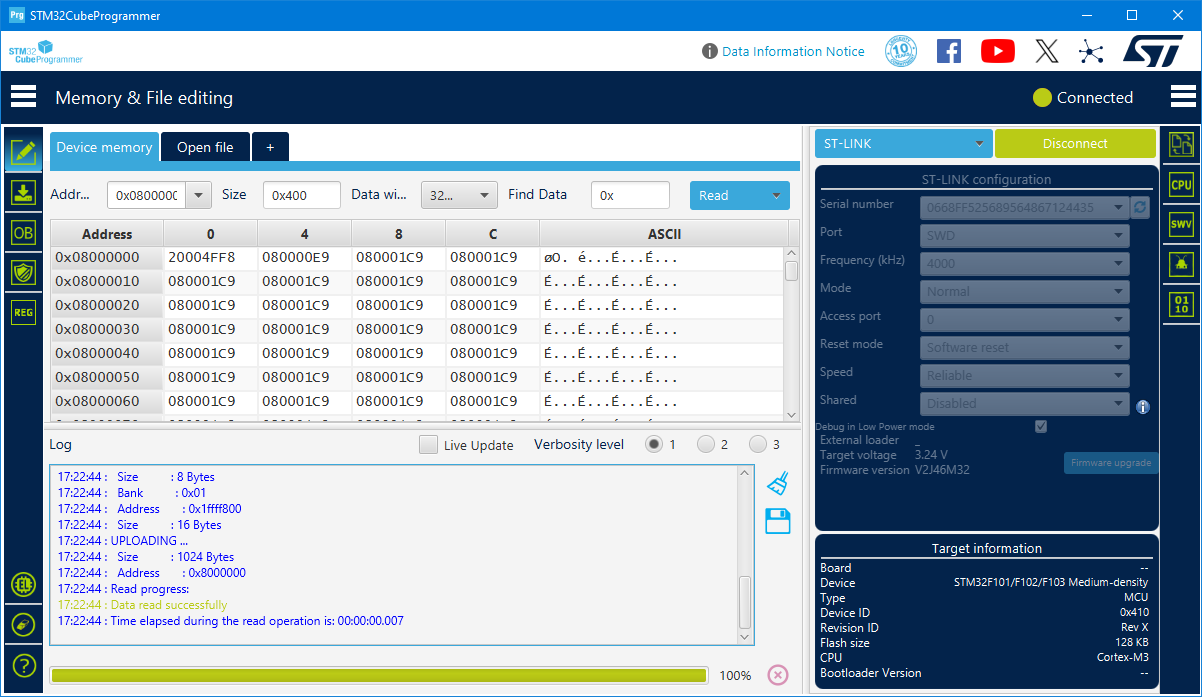 Prg STM32CubeProgrammer
STM32
CubeProgrammer
Data Information Notice
10
Memory & File editing
Connected
Device memory
Open file
+
Addr... 0x0800000 Size 0x400 Data wi... 32... Find Data 0x Read
Address 0 4 8 C ASCII
0x08000000 20004FF8 080000E9 080001C9 080001C9 øO. é...É...É...
0x08000010 080001C9 080001C9 080001C9 080001C9 É...É...É...É...
0x08000020 080001C9 080001C9 080001C9 080001C9 É...É...É...É...
0x08000030 080001C9 080001C9 080001C9 080001C9 É...É...É...É...
0x08000040 080001C9 080001C9 080001C9 080001C9 É...É...É...É...
0x08000050 080001C9 080001C9 080001C9 080001C9 É...É...É...É...
0x08000060 080001C9 080001C9 080001C9 080001C9 É...É...É...É...
Log Live Update Verbosity level 1 2 3
17:22:44 : Size : 8 Bytes
17:22:44 : Bank : 0x01
17:22:44 : Address : 0x1ffff800
17:22:44 : Size : 16 Bytes
17:22:44 : UPLOADING ...
17:22:44 : Size : 1024 Bytes
17:22:44 : Address : 0x8000000
17:22:44 : Read progress:
17:22:44 : Data read successfully
17:22:44 : Time elapsed during the read operation is: 00:00:00.007
100%
OB
REG
?
ST-LINK Disconnect
ST-LINK configuration
Serial number 0668FF525689564867124435
Port SWD
Frequency (kHz) 4000
Mode Normal
Access port 0
Reset mode Software reset
Speed Reliable
Shared Disabled
Debug in Low Power mode
External loader _
Target voltage 3.24 V
Firmware version V2J46M32
Firmware upgrade
Target information
Board --
Device STM32F101/F102/F103 Medium-density
Type MCU
Device ID 0x410
Revision ID Rev X
Flash size 128 KB
CPU Cortex-M3
Bootloader Version --
CPU
SWV
01
10